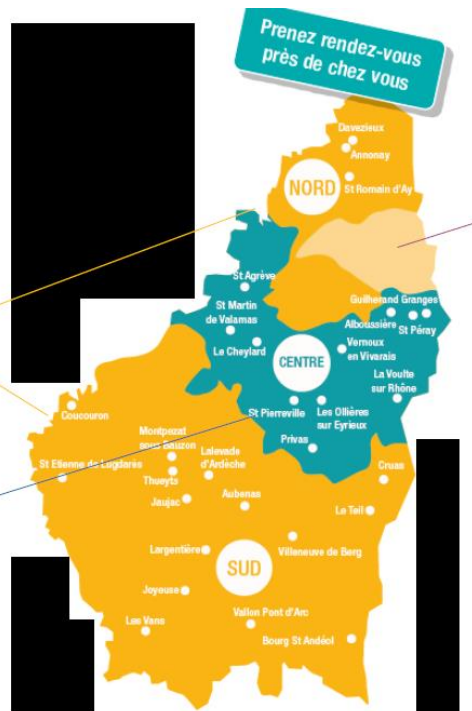 Prenez rendez-vous
près de chez vous
Davezieux
Annonay
NORD
St Romain d'Ay
St Agrève
Guilherand Granges
St Martin
de Valamas
Alboussière
St Péray
Le Cheylard
CENTRE
Vernoux
en Vivarais
La Voulte
sur Rhône
Coucouron
St Pierreville
Les Ollières
sur Eyrieux
Montpezat
sous Bauzon
Privas
St Etienne de Lugdarès
Lalevade
d'Ardèche
Cruas
Thueyts
Jaujac
Aubenas
Le Teil
Largentière
Villeneuve de Berg
SUD
Joyeuse
Les Vans
Vallon Pont d'Arc
Bourg St Andéol